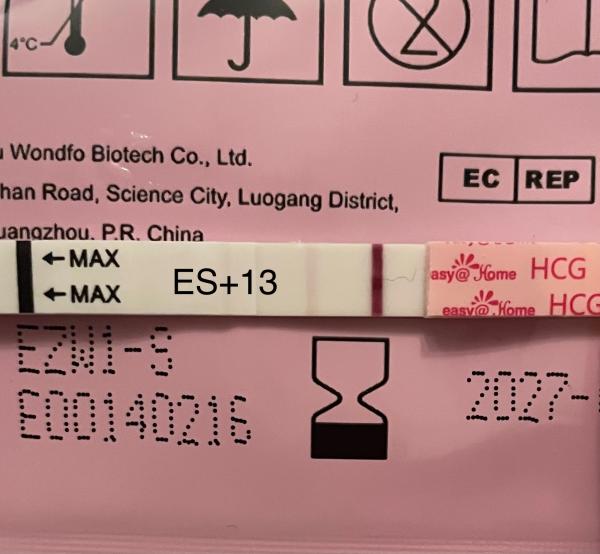 4°C
Wondfo Biotech Co., Ltd.
han Road, Science City, Luogang District,
EC REP
uangzhou, P.R. China
←MAX
←MAX
ES+13
easy@Home HCG
easy@Home HCG
EZW1-S
E00140216
2027-